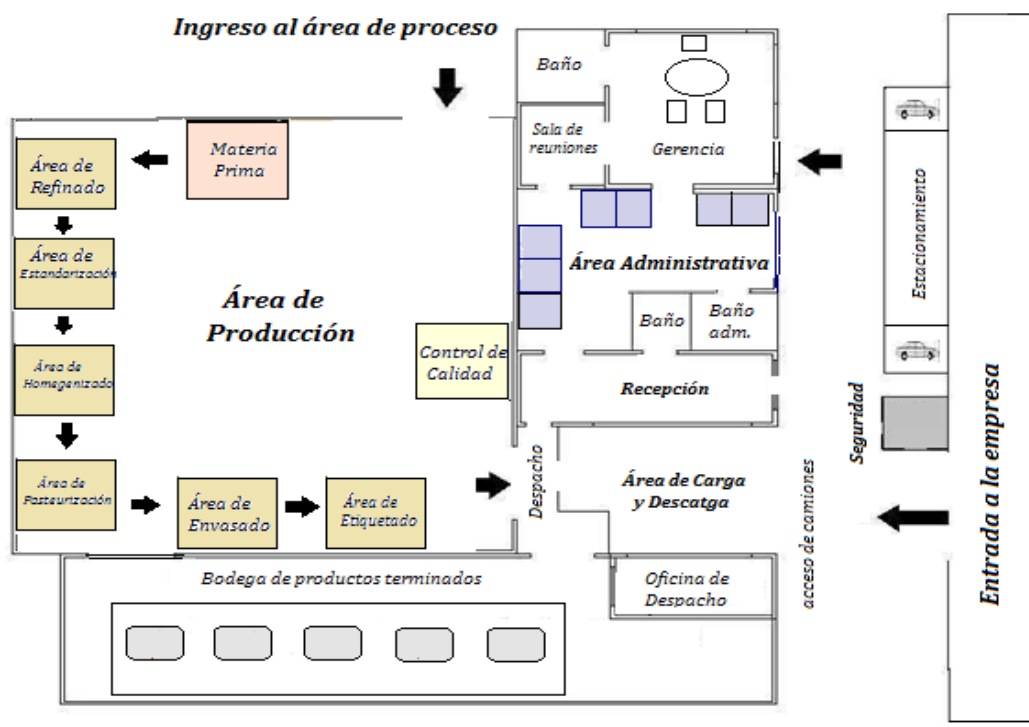 Ingreso al área de proceso
Baño
Sala de
reuniones
Gerencia
Materia
Prima
Área de
Refinado
Área de
Estandarización
Área de
Homegenizado
Área de
Pasteurización
Área de
Envasado
Área de
Etiquetado
Área de
Producción
Control de
Calidad
Área Administrativa
Baño
Baño
adm.
Recepción
Despacho
Área de Carga
y Descatga
Bodega de productos terminados
Oficina de
Despacho
Estacionamiento
Seguridad
acceso de camiones
Entrada a la empresa